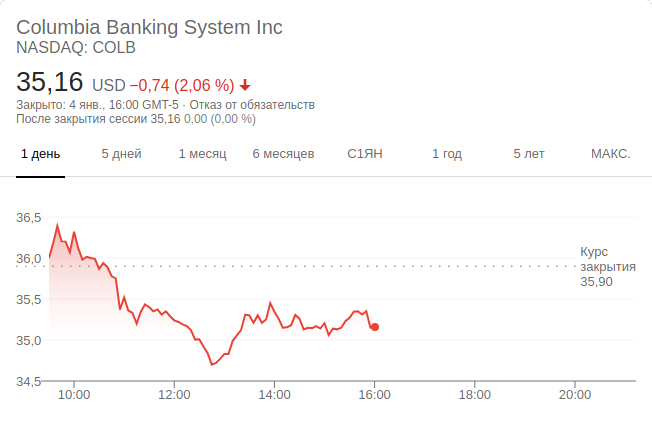 Columbia Banking System Inc
NASDAQ: COLB
35,16 USD −0,74 (2,06 %)
Закрыто: 4 янв., 16:00 GMT-5 · Отказ от обязательств
После закрытия сессии 35,16 0,00 (0,00 %)
1 день 5 дней 1 месяц 6 месяцев С1ЯН 1 год 5 лет МАКС.
36,5
36,0
35,5
35,0
34,5
Курс
закрытия
35,90
10:00 12:00 14:00 16:00 18:00 20:00